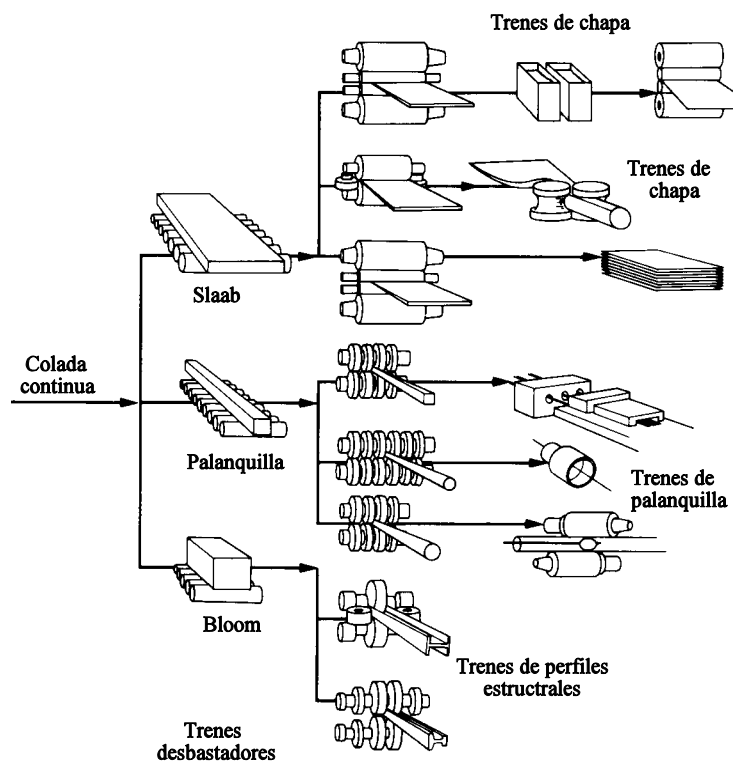 Trenes de chapa
Trenes de
chapa
Slaab
Colada
continua
Palanquilla
Trenes de
palanquilla
Bloom
Trenes de perfiles
estructrales
Trenes
desbastadores